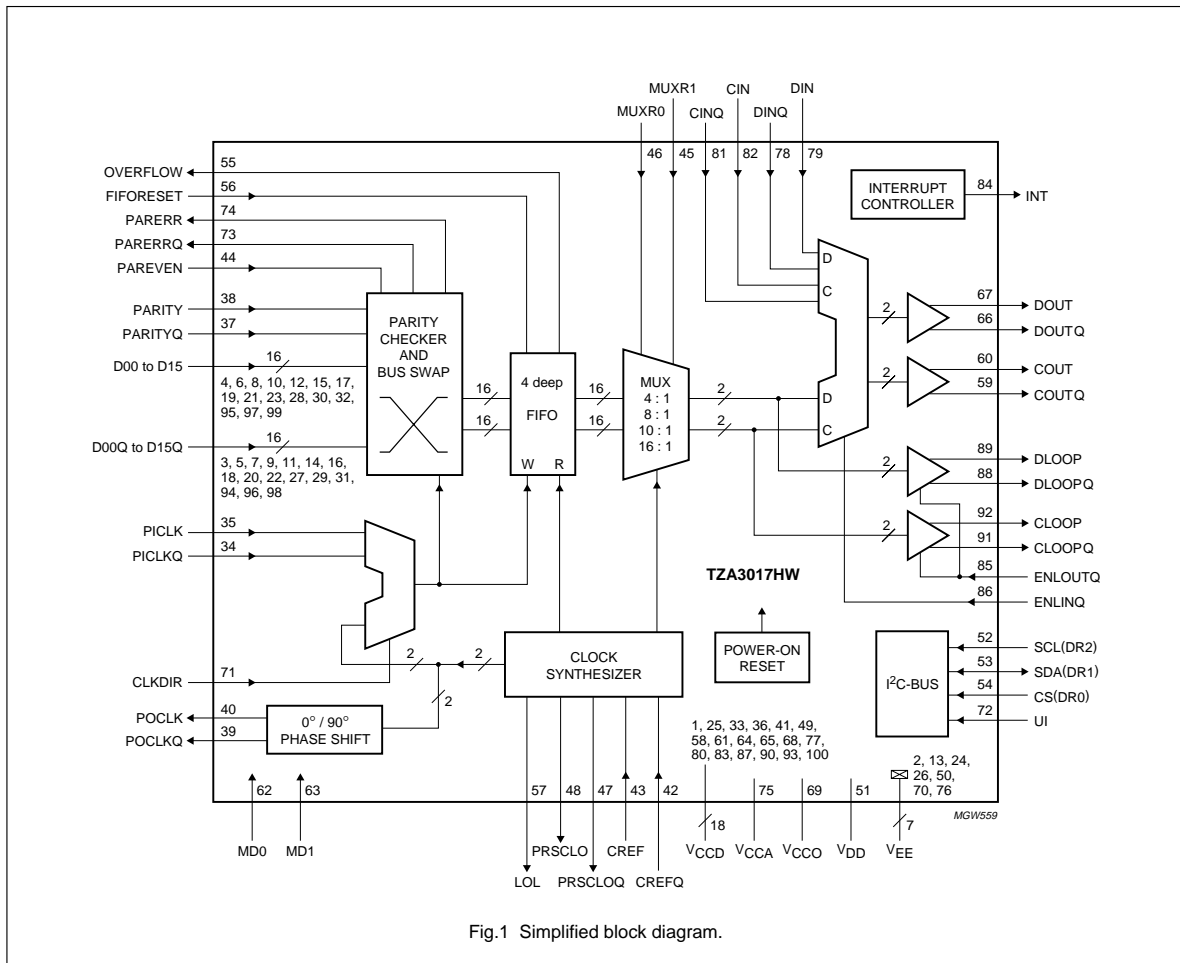 MUXR1 CIN DIN
MUXR0 CINQ DINQ
46 45 81 82 78 79
OVERFLOW 55
FIFORESET 56
PARERR 74
PARERRQ 73
PAREVEN 44
PARITY 38
PARITYQ 37
D00 to D15 16
4, 6, 8, 10, 12, 15, 17,
19, 21, 23, 28, 30, 32,
95, 97, 99
D00Q to D15Q 16
3, 5, 7, 9, 11, 14, 16,
18, 20, 22, 27, 29, 31,
94, 96, 98
PARITY
CHECKER
AND
BUS SWAP
16
16
4 deep
FIFO
W R
16
16
MUX
4 : 1
8 : 1
10 : 1
16 : 1
2
2
D
C
D
C
INTERRUPT
CONTROLLER
84 INT
2
67 DOUT
66 DOUTQ
2
60 COUT
59 COUTQ
2
89 DLOOP
88 DLOOPQ
2
92 CLOOP
91 CLOOPQ
85 ENLOUTQ
86 ENLINQ
PICLK 35
PICLKQ 34
TZA3017HW
CLKDIR 71
2 2
2
CLOCK
SYNTHESIZER
POWER-ON
RESET
I2C-BUS
52 SCL(DR2)
53 SDA(DR1)
54 CS(DR0)
72 UI
POCLK 40
POCLKQ 39
0° / 90°
PHASE SHIFT
1, 25, 33, 36, 41, 49,
58, 61, 64, 65, 68, 77,
80, 83, 87, 90, 93, 100
2, 13, 24,
26, 50,
70, 76
62 63 57 48 47 43 42 18 75 69 51 7
MGW559
MD0 MD1 PRSCLO CREF VCCD VCCA VCCO VDD VEE
LOL PRSCLOQ CREFQ
Fig.1 Simplified block diagram.